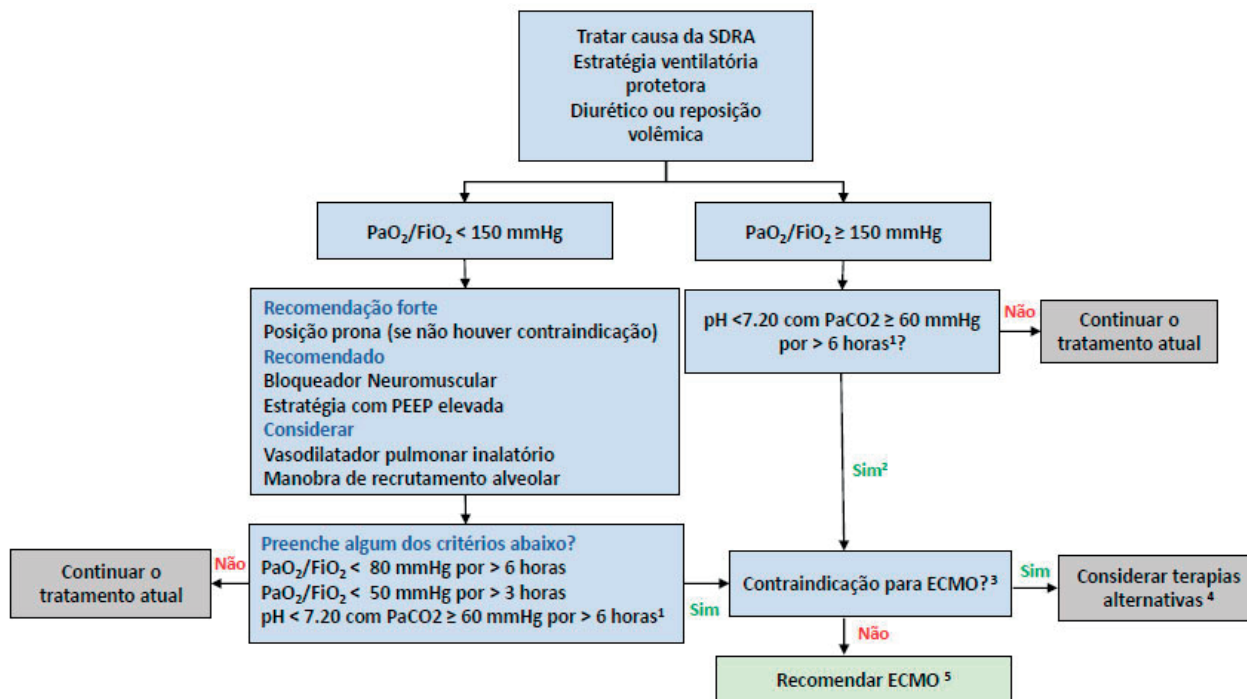 Tratar causa da SDRA
Estratégia ventilatória
protetora
Diurético ou reposição
volêmica
PaO₂/FiO₂ < 150 mmHg
PaO₂/FiO₂ ≥ 150 mmHg
Recomendação forte
Posição prona (se não houver contraindicação)
Recomendado
Bloqueador Neuromuscular
Estratégia com PEEP elevada
Considerar
Vasodilatador pulmonar inalatório
Manobra de recrutamento alveolar
pH <7.20 com PaCO2 ≥ 60 mmHg
por > 6 horas¹?
Não
Continuar o
tratamento atual
Sim²
Preenche algum dos critérios abaixo?
PaO₂/FiO₂ < 80 mmHg por > 6 horas
PaO₂/FiO₂ < 50 mmHg por > 3 horas
pH < 7.20 com PaCO2 ≥ 60 mmHg por > 6 horas¹
Não
Continuar o
tratamento atual
Sim
Contraindicação para ECMO?³
Sim
Considerar terapias
alternativas ⁴
Não
Recomendar ECMO ⁵